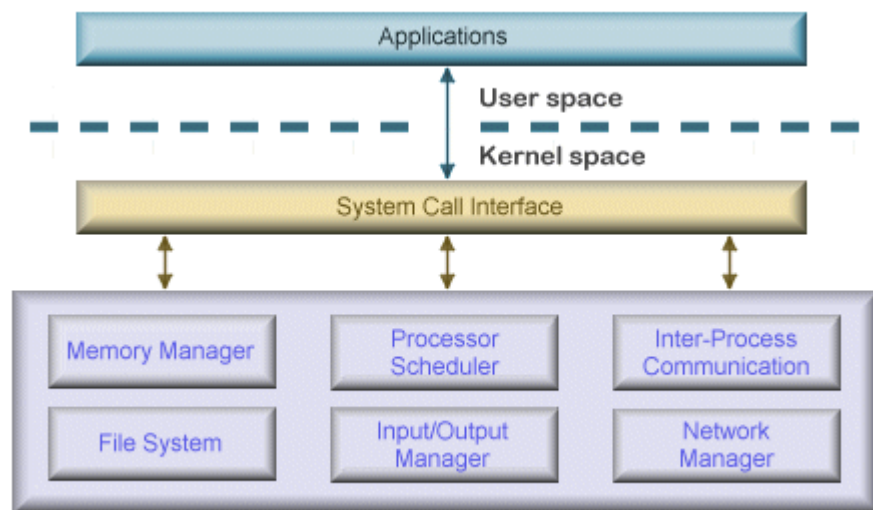 Applications
User space
Kernel space
System Call Interface
Memory Manager
Processor
Scheduler
Inter-Process
Communication
File System
Input/Output
Manager
Network
Manager